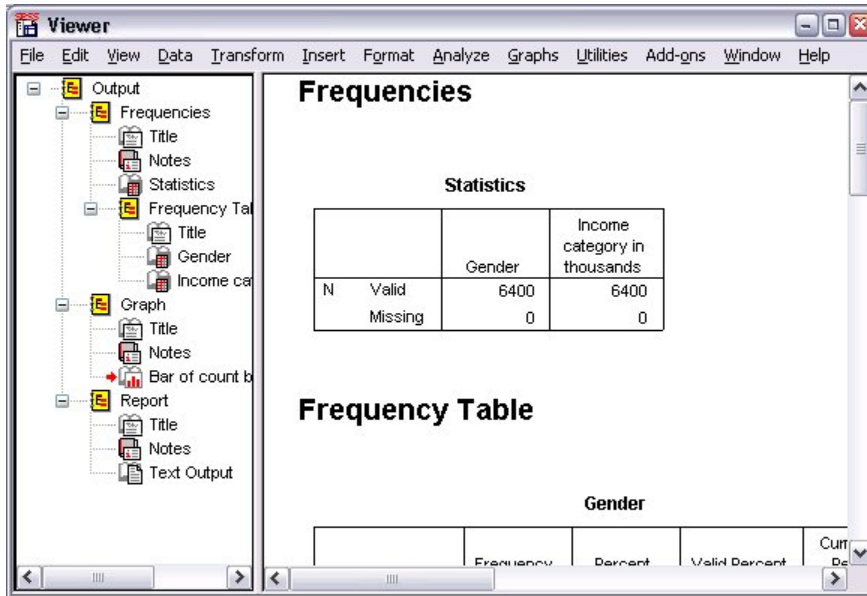 Viewer
File Edit View Data Transform Insert Format Analyze Graphs Utilities Add-ons Window Help
Output
Frequencies
Title
Notes
Statistics
Frequency Tal
Title
Gender
Income ca
Graph
Title
Notes
Bar of count b
Report
Title
Notes
Text Output
Frequencies
Statistics
Gender
Income category in thousands
N Valid 6400 6400
Missing 0 0
Frequency Table
Gender
Frequency Percent Valid Percent